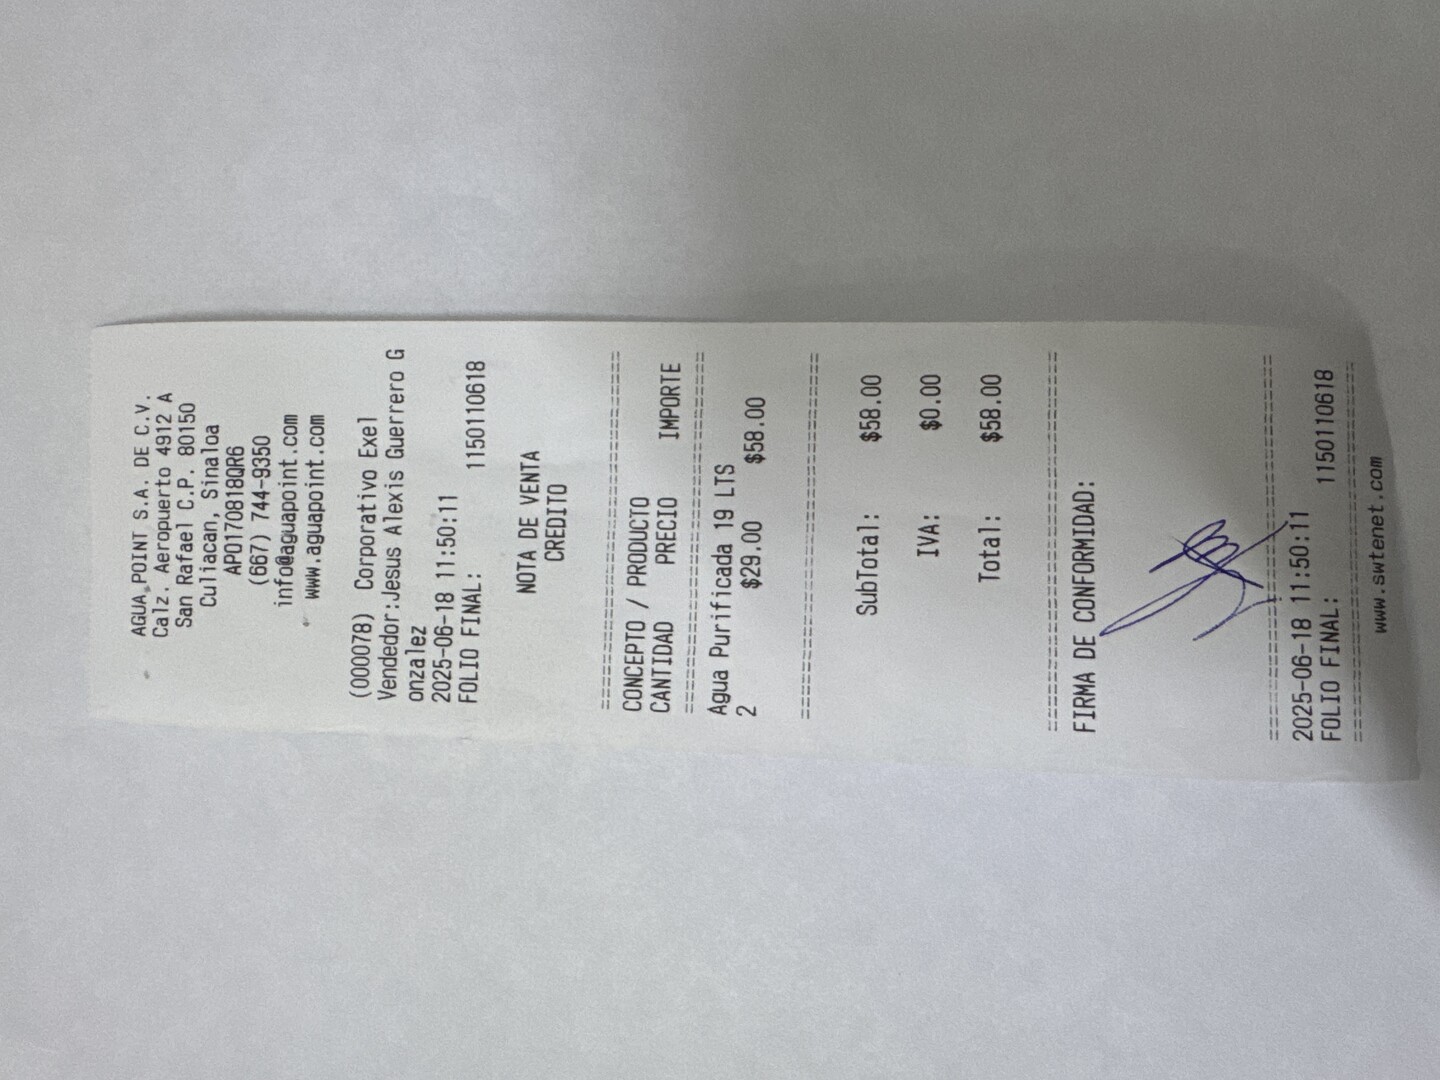 AGUA POINT S.A. DE C.V.
Calz. Aeropuerto 4912 A
San Rafael C.P. 80150
Culiacan, Sinaloa
APO170818QR6
(667) 744-9350
info@aguapoint.com
www.aguapoint.com
(000078) Corporativo Exel
Vendedor:Jesus Alexis Guerrero G
onzalez
2025-06-18 11:50:11
FOLIO FINAL: 1150110618
NOTA DE VENTA
CREDITO
CONCEPTO / PRODUCTO
CANTIDAD PRECIO IMPORTE
Agua Purificada 19 LTS
2 $29.00 $58.00
SubTotal: $58.00
IVA: $0.00
Total: $58.00
FIRMA DE CONFORMIDAD:
2025-06-18 11:50:11
FOLIO FINAL: 1150110618
www.swtenet.com